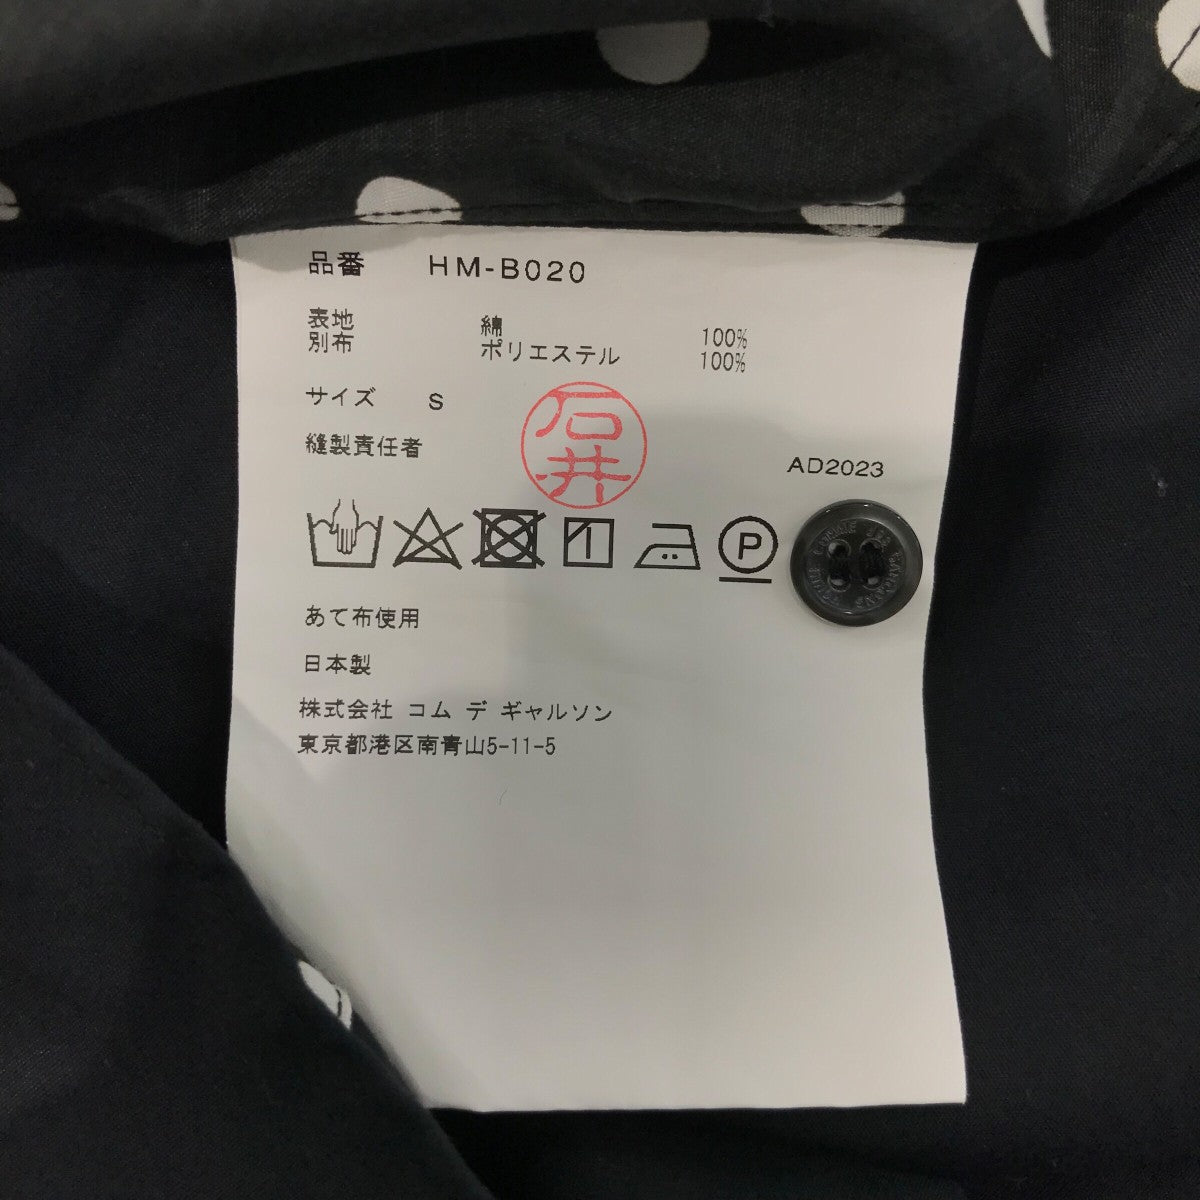 品番 HM-B020
表地 綿 100%
別布 ポリエステル 100%
サイズ S
石井
縫製責任者
AD2023
P
あて布使用
日本製
株式会社 コム デ ギャルソン
東京都港区南青山5-11-5
COMME DES GARCONS